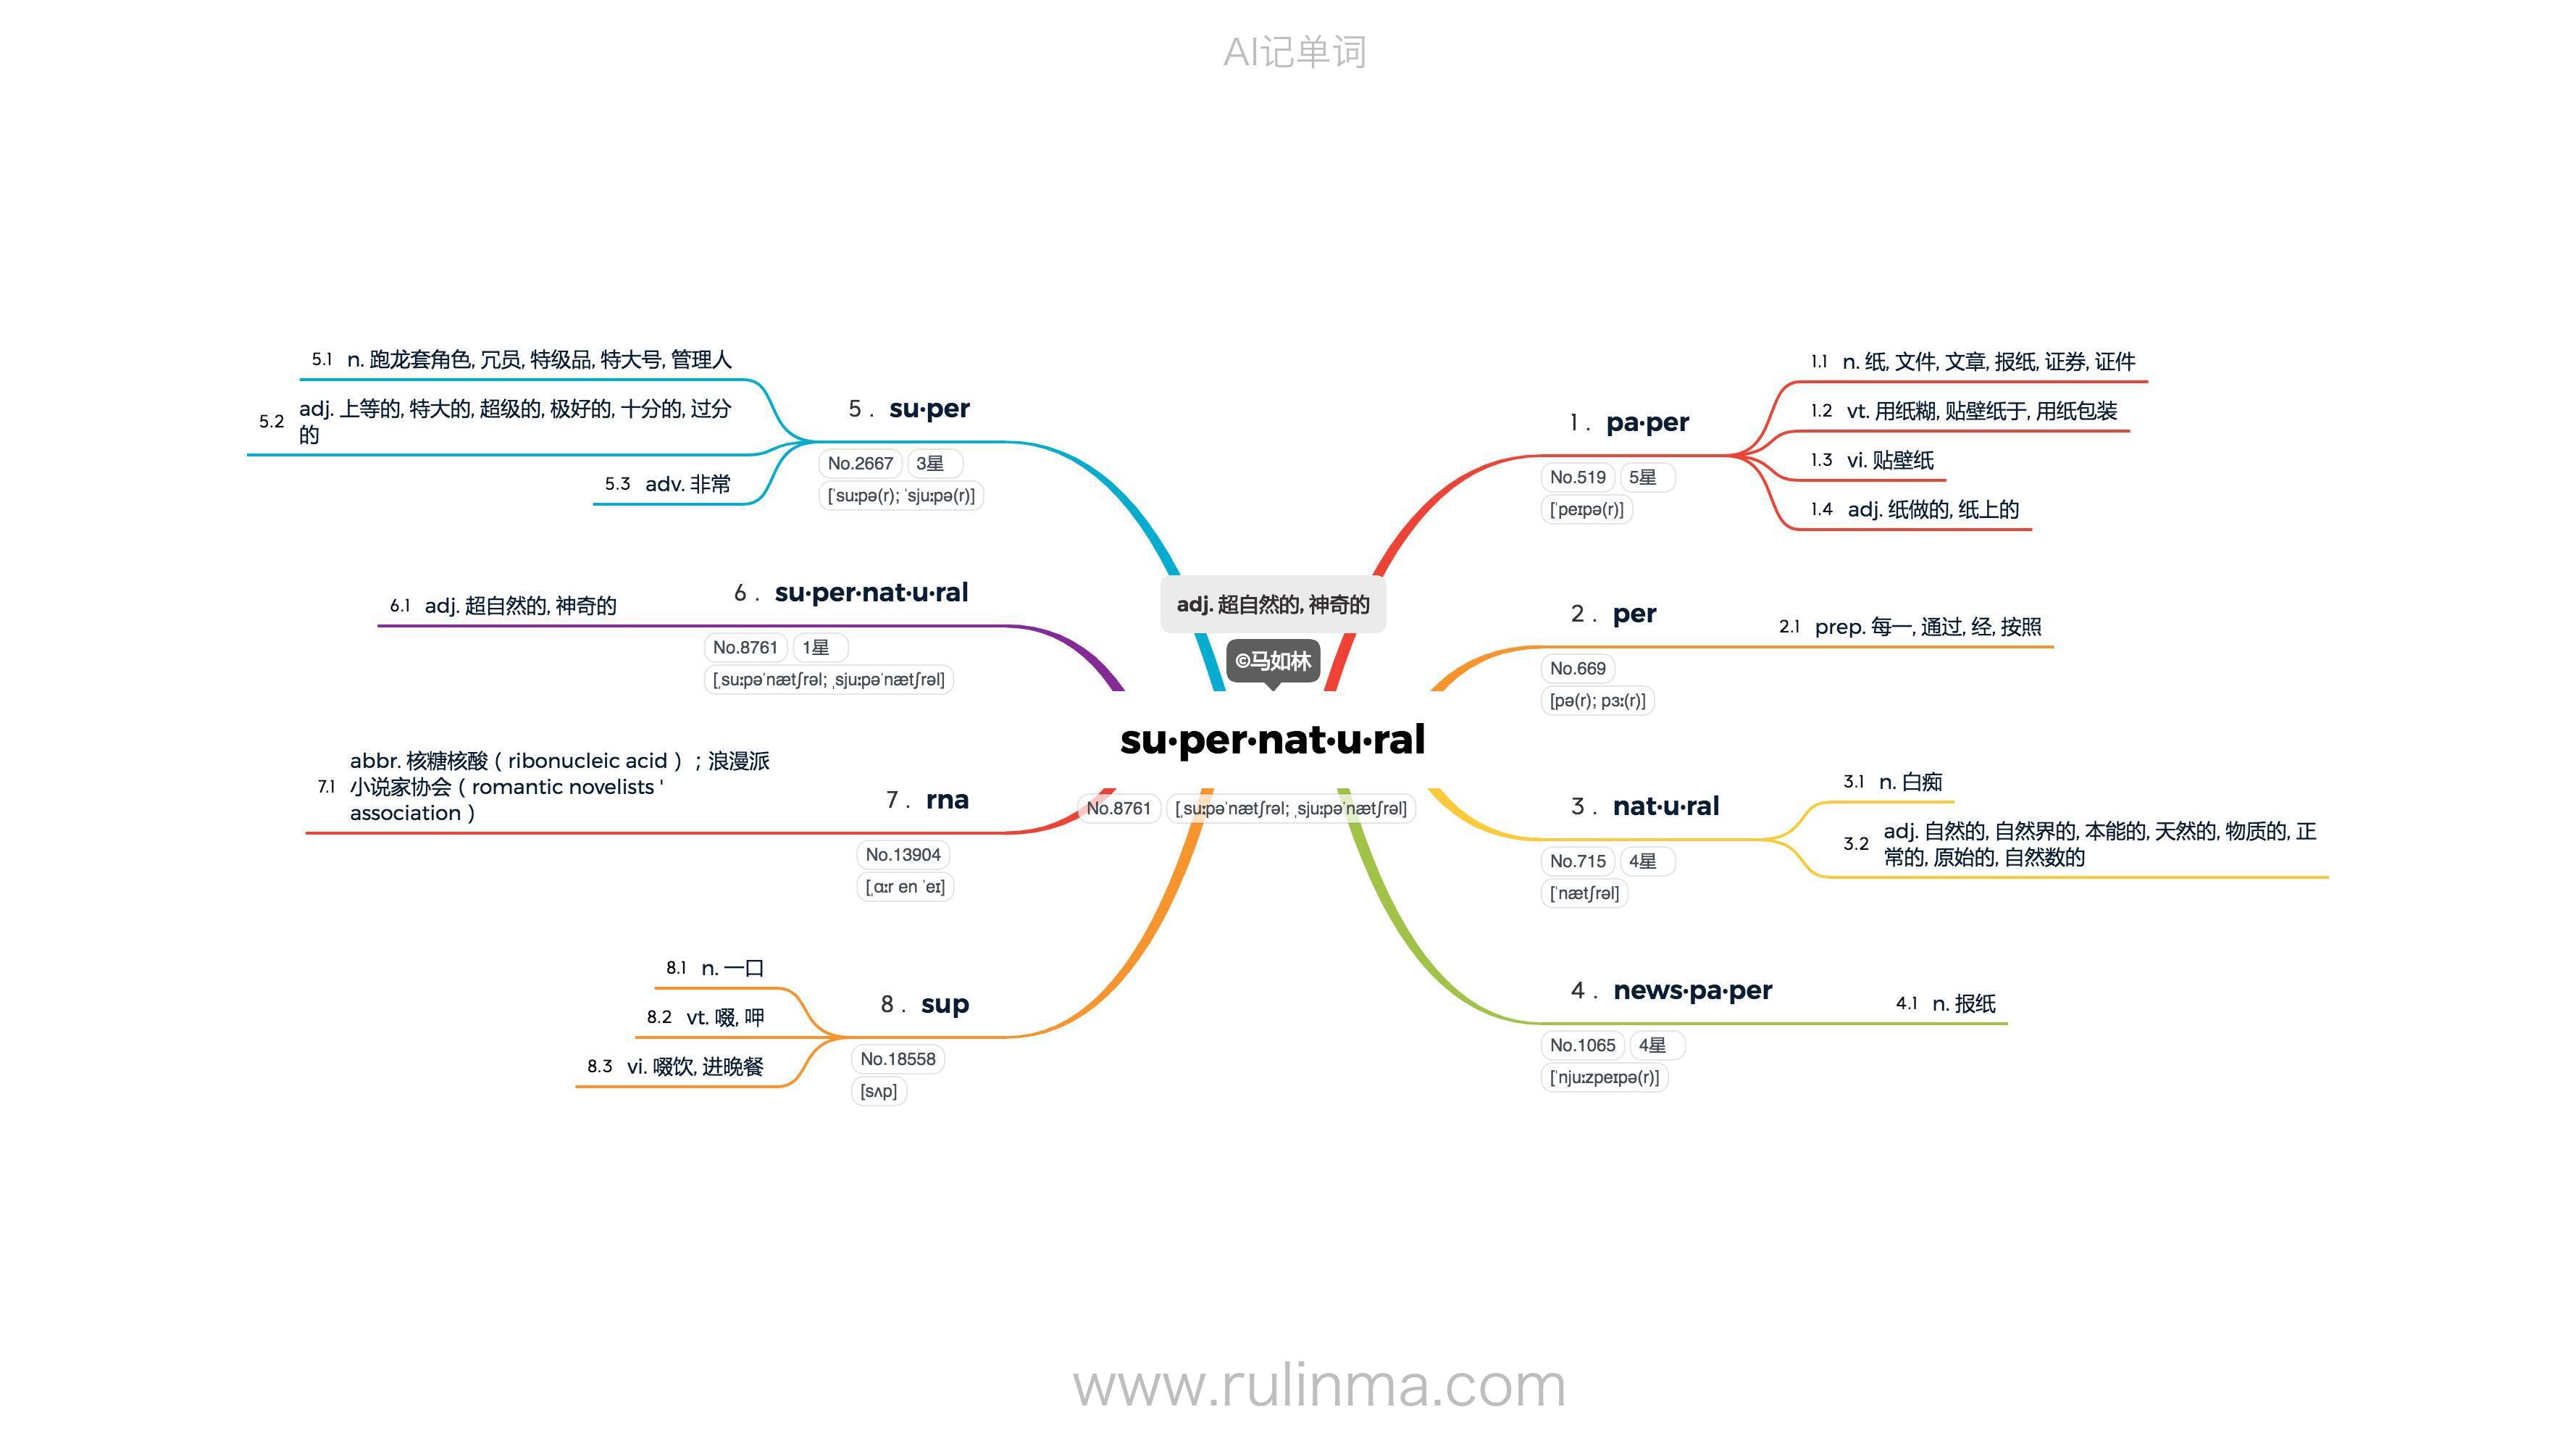 AI记单词
adj. 超自然的, 神奇的
©马如林
su·per·nat·u·ral
No.8761 [ˌsuːpəˈnætʃrəl; ˌsjuːpəˈnætʃrəl]
1 . pa·per
No.519 5星
[ˈpeɪpə(r)]
1.1 n. 纸, 文件, 文章, 报纸, 证券, 证件
1.2 vt. 用纸糊, 贴壁纸于, 用纸包装
1.3 vi. 贴壁纸
1.4 adj. 纸做的, 纸上的
2 . per
No.669
[pə(r); pɜː(r)]
2.1 prep. 每一, 通过, 经, 按照
3 . nat·u·ral
No.715 4星
[ˈnætʃrəl]
3.1 n. 白痴
3.2 adj. 自然的, 自然界的, 本能的, 天然的, 物质的, 正
常的, 原始的, 自然数的
4 . news·pa·per
No.1065 4星
[ˈnjuːzpeɪpə(r)]
4.1 n. 报纸
5 . su·per
No.2667 3星
[ˈsuːpə(r); ˈsjuːpə(r)]
5.1 n. 跑龙套角色, 冗员, 特级品, 特大号, 管理人
5.2 adj. 上等的, 特大的, 超级的, 极好的, 十分的, 过分
的
5.3 adv. 非常
6 . su·per·nat·u·ral
No.8761 1星
[ˌsuːpəˈnætʃrəl; ˌsjuːpəˈnætʃrəl]
6.1 adj. 超自然的, 神奇的
7 . rna
No.13904
[ˌɑːr en ˈeɪ]
7.1 abbr. 核糖核酸 ( ribonucleic acid ) ; 浪漫派
小说家协会 ( romantic novelists '
association )
8 . sup
No.18558
[sʌp]
8.1 n. 一口
8.2 vt. 啜, 呷
8.3 vi. 啜饮, 进晚餐
www.rulinma.com